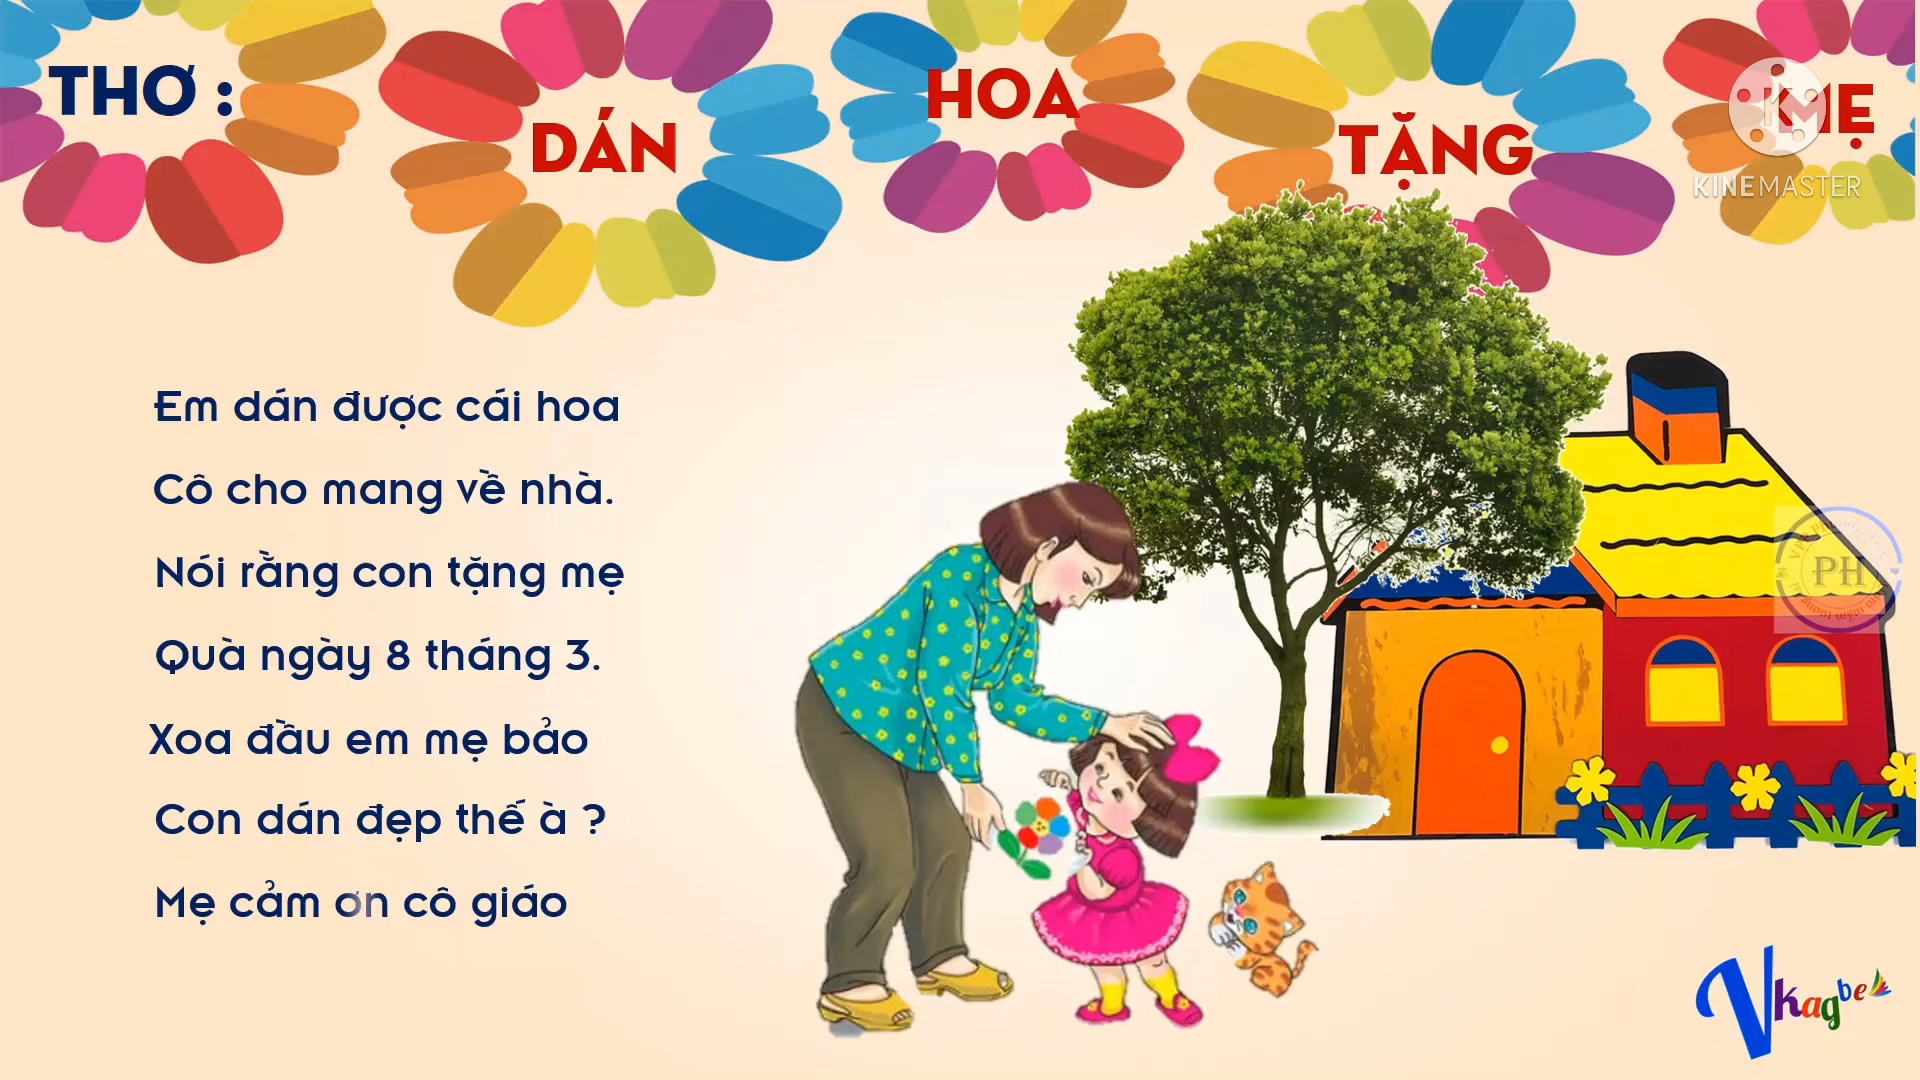 THƠ :
DÁN
HOA
TẶNG
MẸ
KINEMASTER
Em dán được cái hoa
Cô cho mang về nhà.
Nói rằng con tặng mẹ
Quà ngày 8 tháng 3.
Xoa đầu em mẹ bảo
Con dán đẹp thế à ?
Mẹ cảm ơn cô giáo
PH
Vkagbe